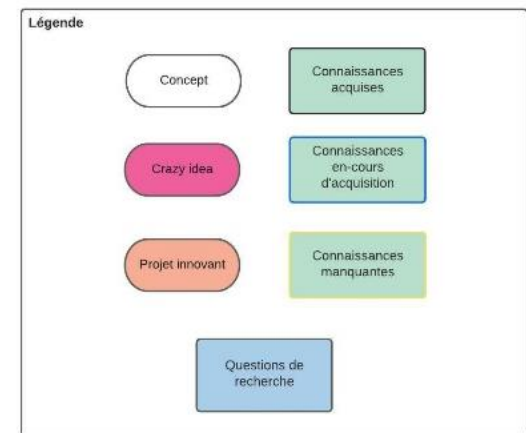 Légende
Concept
Connaissances
acquises
Crazy idea
Connaissances
en-cours
d'acquisition
Projet innovant
Connaissances
manquantes
Questions de
recherche